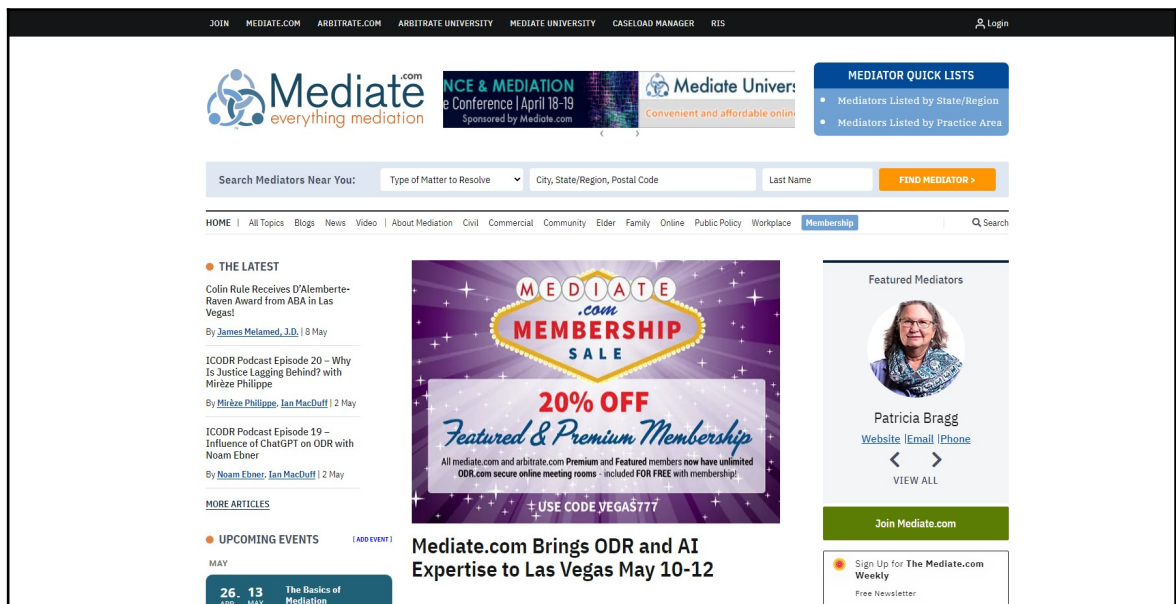 JOIN MEDIATE.COM ARBITRATE.COM ARBITRATE UNIVERSITY MEDIATE UNIVERSITY CASELOAD MANAGER RIS Login
Mediate.com
everything mediation
NCE & MEDIATION
e Conference | April 18-19
Sponsored by Mediate.com
Mediate Univers
Convenient and affordable onlin
MEDIATOR QUICK LISTS
Mediators Listed by State/Region
Mediators Listed by Practice Area
Search Mediators Near You: Type of Matter to Resolve City, State/Region, Postal Code Last Name FIND MEDIATOR >
HOME | All Topics Blogs News Video | About Mediation Civil Commercial Community Elder Family Online Public Policy Workplace Membership Search
THE LATEST
Colin Rule Receives D'Alemberte-
Raven Award from ABA in Las
Vegas!
By James Melamed, J.D. | 8 May
ICODR Podcast Episode 20 – Why
Is Justice Lagging Behind? with
Mirèze Philippe
By Mirèze Philippe, Ian MacDuff | 2 May
ICODR Podcast Episode 19 –
Influence of ChatGPT on ODR with
Noam Ebner
By Noam Ebner, Ian MacDuff | 2 May
MORE ARTICLES
UPCOMING EVENTS [ ADD EVENT ]
MAY
26- 13
APR MAY
The Basics of
Mediation
MEDIATE
.com
MEMBERSHIP
SALE
20% OFF
Featured & Premium Membership
All mediate.com and arbitrate.com Premium and Featured members now have unlimited
ODR.com secure online meeting rooms - included FOR FREE with membership!
USE CODE VEGAS777
Mediate.com Brings ODR and AI
Expertise to Las Vegas May 10-12
Featured Mediators
Patricia Bragg
Website |Email |Phone
VIEW ALL
Join Mediate.com
Sign Up for The Mediate.com
Weekly
Free Newsletter